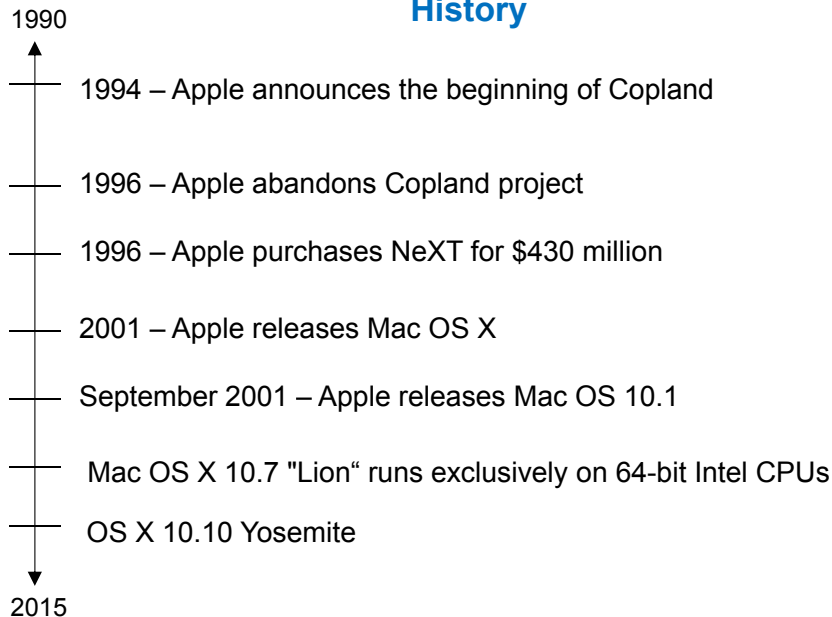 History
1990
1994 – Apple announces the beginning of Copland
1996 – Apple abandons Copland project
1996 – Apple purchases NeXT for $430 million
2001 – Apple releases Mac OS X
September 2001 – Apple releases Mac OS 10.1
Mac OS X 10.7 "Lion“ runs exclusively on 64-bit Intel CPUs
OS X 10.10 Yosemite
2015